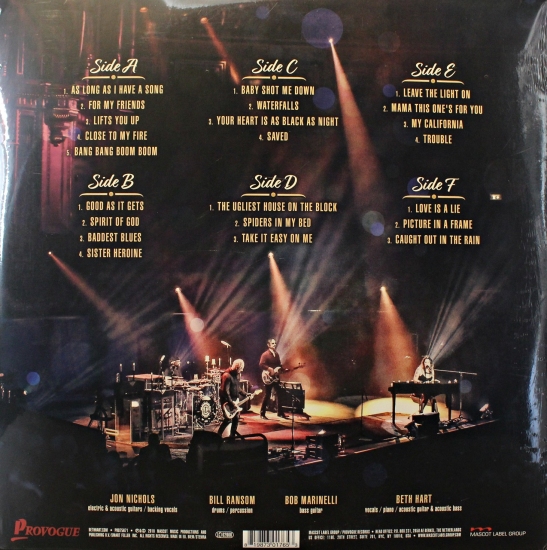 Side A
1. AS LONG AS I HAVE A SONG
2. FOR MY FRIENDS
3. LIFTS YOU UP
4. CLOSE TO MY FIRE
5. BANG BANG BOOM BOOM
Side B
1. GOOD AS IT GETS
2. SPIRIT OF GOD
3. BADDEST BLUES
4. SISTER HEROINE
Side C
1. BABY SHOT ME DOWN
2. WATERFALLS
3. YOUR HEART IS AS BLACK AS NIGHT
4. SAVED
Side D
1. THE UGLIEST HOUSE ON THE BLOCK
2. SPIDERS IN MY BED
3. TAKE IT EASY ON ME
Side E
1. LEAVE THE LIGHT ON
2. MAMA THIS ONE'S FOR YOU
3. MY CALIFORNIA
4. TROUBLE
Side F
1. LOVE IS A LIE
2. PICTURE IN A FRAME
3. CAUGHT OUT IN THE RAIN
JON NICHOLS
electric & acoustic guitars / backing vocals
BILL RANSOM
drums / percussion
BOB MARINELLI
bass guitar
BETH HART
vocals / piano / acoustic guitar & acoustic bass
PROVOGUE
MASCOT LABEL GROUP